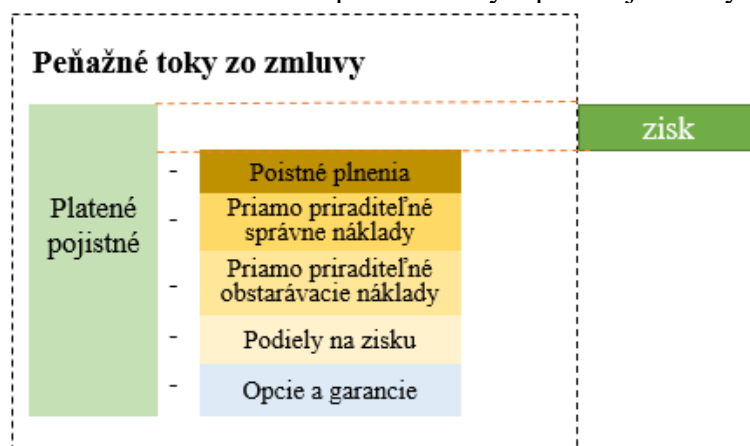 Peňažné toky zo zmluvy
zisk
Platené
pojistné
- Poistné plnenia
- Priamo priraditeľné
správne náklady
- Priamo priraditeľné
obstarávacie náklady
- Podiely na zisku
- Opcie a garancie